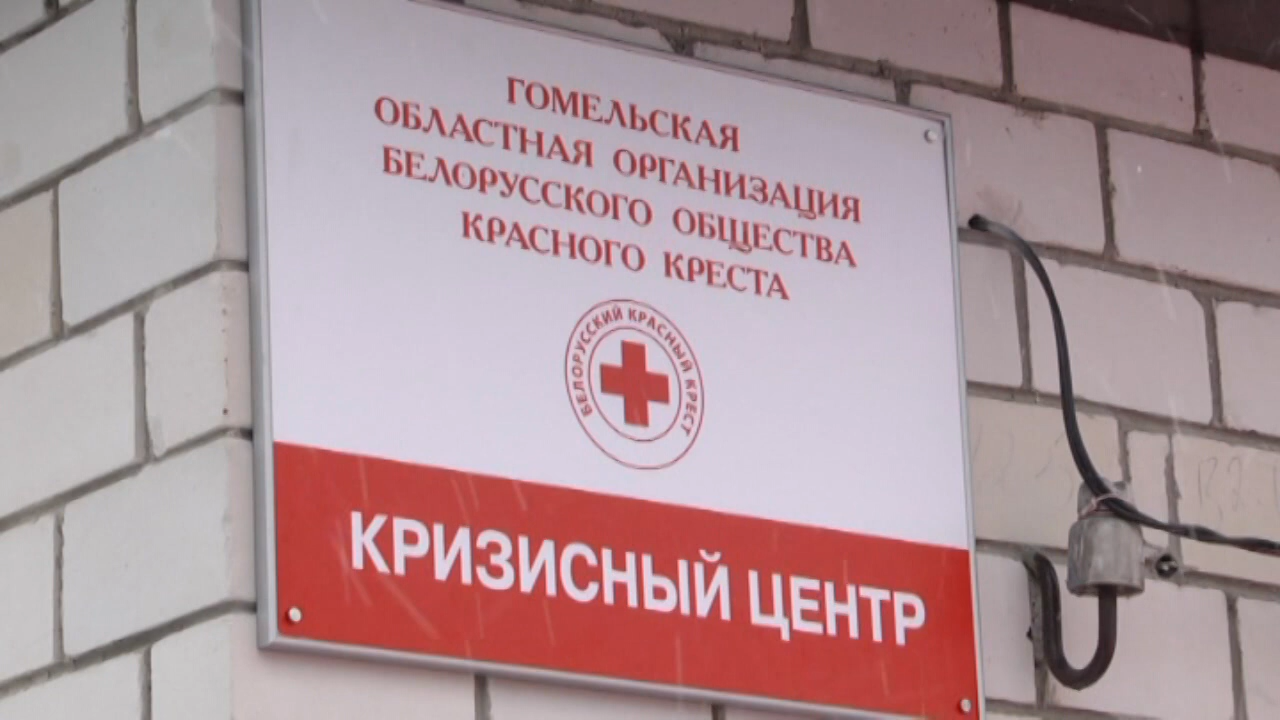 ГОМЕЛЬСКАЯ
ОБЛАСТНАЯ ОРГАНИЗАЦИЯ
БЕЛОРУССКОГО ОБЩЕСТВА
КРАСНОГО КРЕСТА
БЕЛОРУССКИЙ КРАСНЫЙ КРЕСТ
КРИЗИСНЫЙ ЦЕНТР